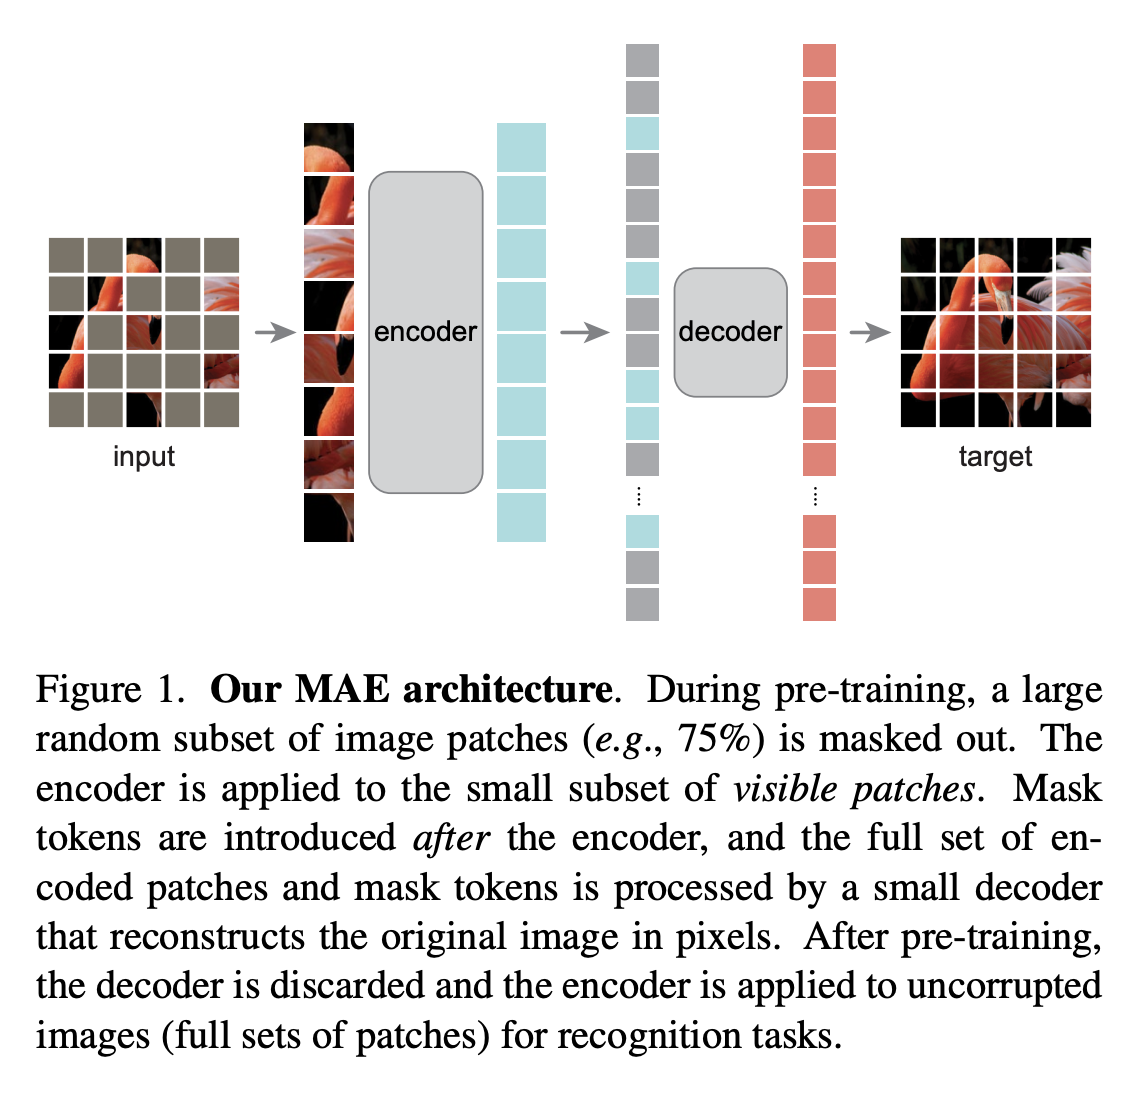 input
encoder
decoder
target
Figure 1. Our MAE architecture. During pre-training, a large
random subset of image patches (e.g., 75%) is masked out. The
encoder is applied to the small subset of visible patches. Mask
tokens are introduced after the encoder, and the full set of en-
coded patches and mask tokens is processed by a small decoder
that reconstructs the original image in pixels. After pre-training,
the decoder is discarded and the encoder is applied to uncorrupted
images (full sets of patches) for recognition tasks.